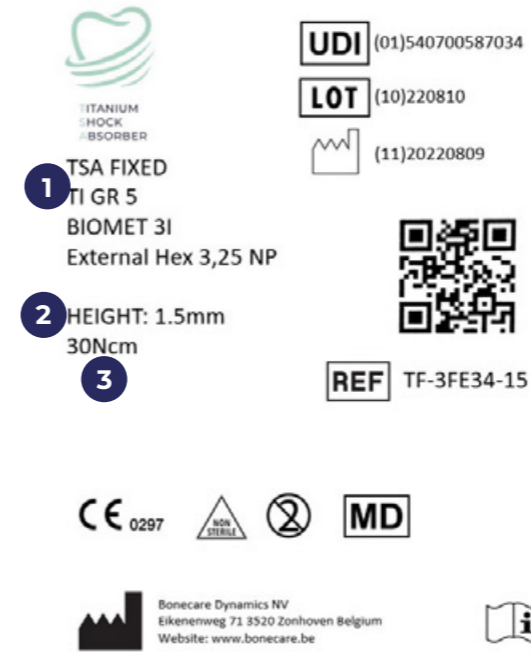 TITANIUM
SHOCK
ABSORBER
UDI (01)540700587034
LOT (10)220810
(11)20220809
1
TSA FIXED
TI GR 5
BIOMET 3I
External Hex 3,25 NP
2
HEIGHT: 1.5mm
30Ncm
3
REF TF-3FE34-15
CE 0297
NON
STERILE
2
MD
Bonecare Dynamics NV
Eikenenweg 71 3520 Zonhoven Belgium
Website: www.bonecare.be
i